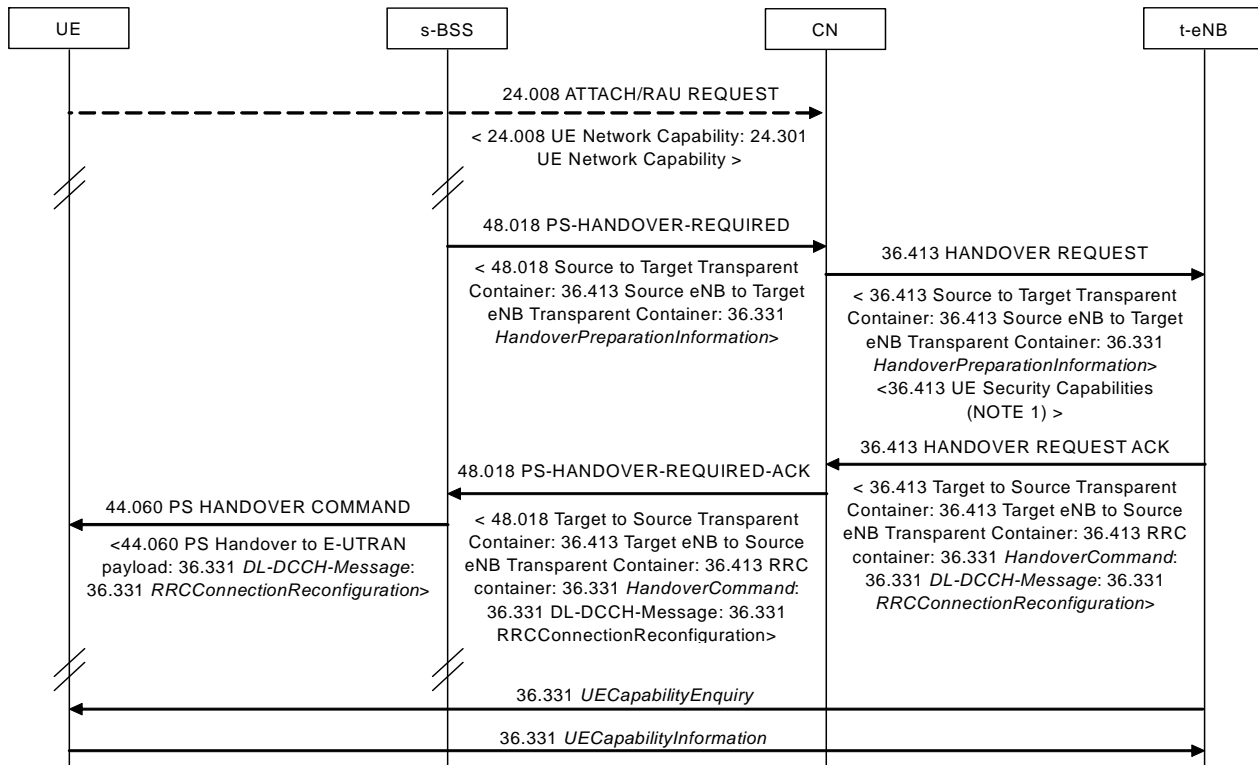 UE
s-BSS
CN
t-eNB
24.008 ATTACH/RAU REQUEST
< 24.008 UE Network Capability: 24.301
UE Network Capability >
48.018 PS-HANDOVER-REQUIRED
< 48.018 Source to Target Transparent
Container: 36.413 Source eNB to Target
eNB Transparent Container: 36.331
HandoverPreparationInformation>
36.413 HANDOVER REQUEST
< 36.413 Source to Target Transparent
Container: 36.413 Source eNB to Target
eNB Transparent Container: 36.331
HandoverPreparationInformation>
<36.413 UE Security Capabilities
(NOTE 1) >
36.413 HANDOVER REQUEST ACK
< 36.413 Target to Source Transparent
Container: 36.413 Target eNB to Source
eNB Transparent Container: 36.413 RRC
container: 36.331 HandoverCommand:
36.331 DL-DCCH-Message: 36.331
RRCConnectionReconfiguration>
48.018 PS-HANDOVER-REQUIRED-ACK
< 48.018 Target to Source Transparent
Container: 36.413 Target eNB to Source
eNB Transparent Container: 36.413 RRC
container: 36.331 HandoverCommand:
36.331 DL-DCCH-Message: 36.331
RRCConnectionReconfiguration>
44.060 PS HANDOVER COMMAND
<44.060 PS Handover to E-UTRAN
payload: 36.331 DL-DCCH-Message:
36.331 RRCConnectionReconfiguration>
36.331 UECapabilityEnquiry
36.331 UECapabilityInformation